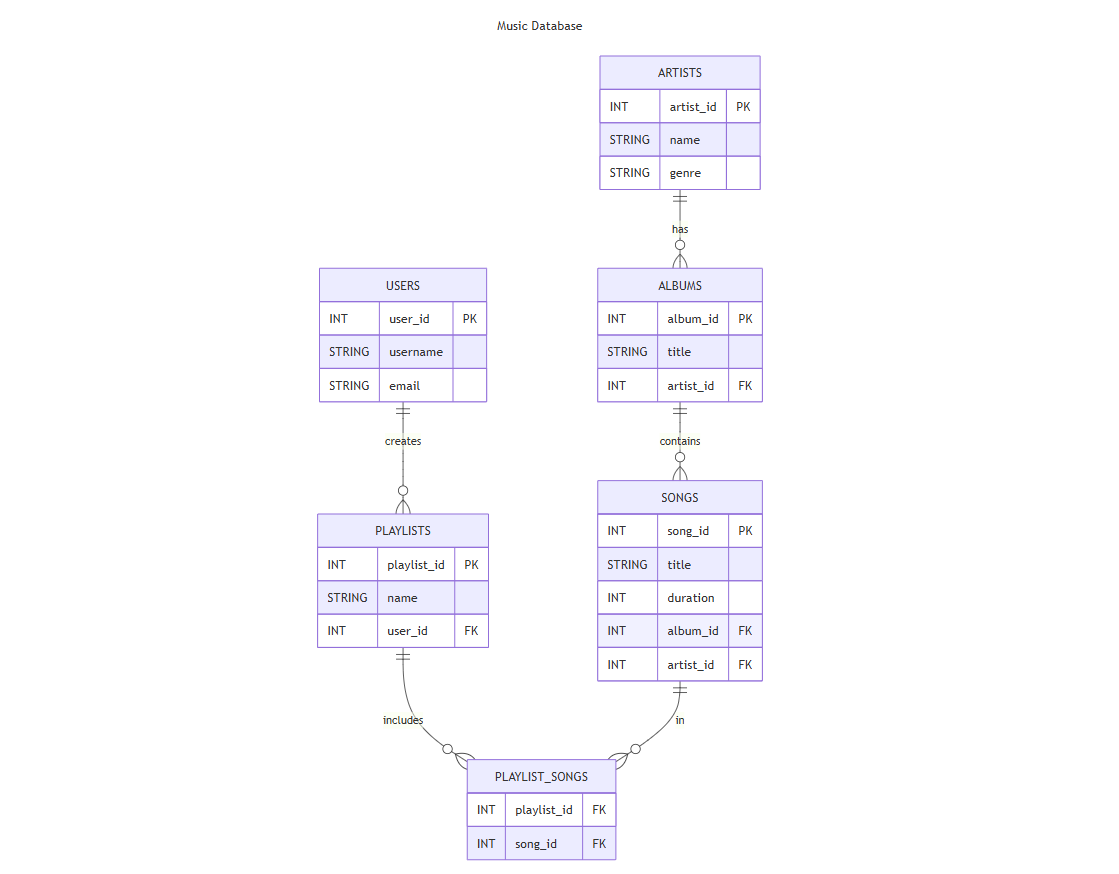 Music Database
ARTISTS
INT artist_id PK
STRING name
STRING genre
has
USERS
INT user_id PK
STRING username
STRING email
ALBUMS
INT album_id PK
STRING title
INT artist_id FK
creates
contains
PLAYLISTS
INT playlist_id PK
STRING name
INT user_id FK
SONGS
INT song_id PK
STRING title
INT duration
INT album_id FK
INT artist_id FK
includes
in
PLAYLIST_SONGS
INT playlist_id FK
INT song_id FK